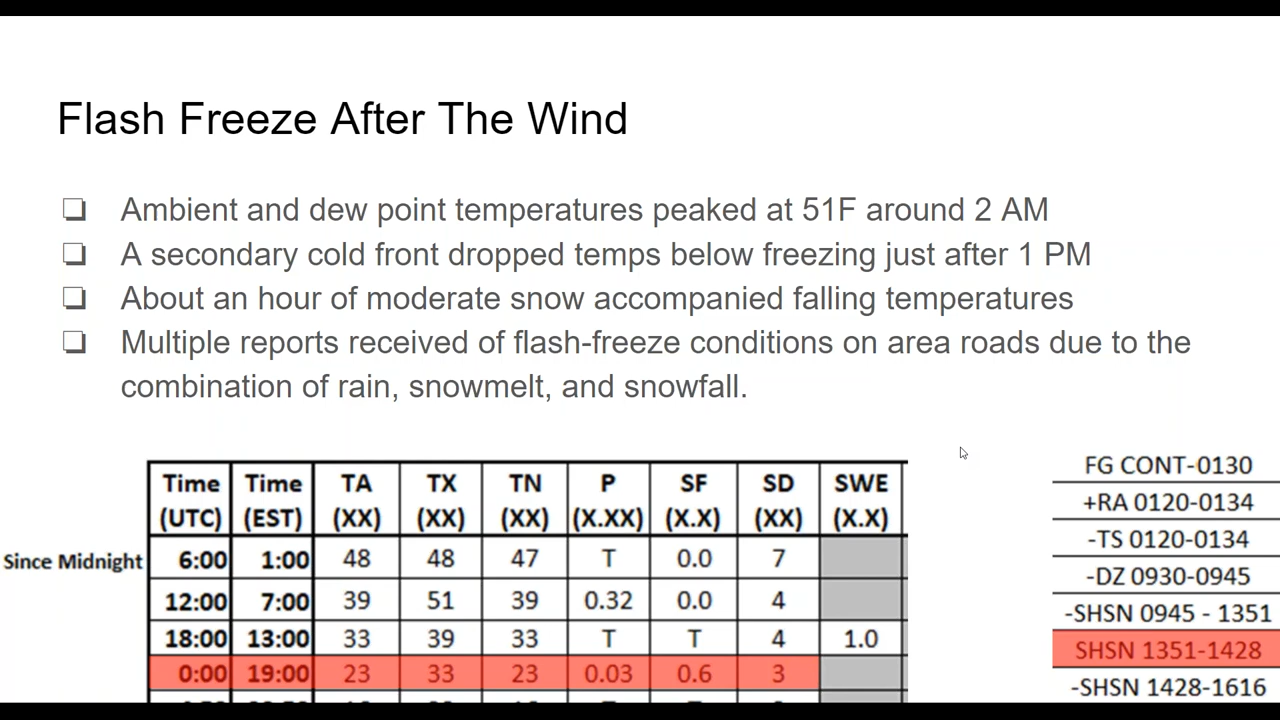 Flash Freeze After The Wind
❏ Ambient and dew point temperatures peaked at 51F around 2 AM
❏ A secondary cold front dropped temps below freezing just after 1 PM
❏ About an hour of moderate snow accompanied falling temperatures
❏ Multiple reports received of flash-freeze conditions on area roads due to the
combination of rain, snowmelt, and snowfall.
Time (UTC) Time (EST) TA (XX) TX (XX) TN (XX) P (X.XX) SF (X.X) SD (XX) SWE (X.X)
Since Midnight 6:00 1:00 48 48 47 T 0.0 7
12:00 7:00 39 51 39 0.32 0.0 4
18:00 13:00 33 39 33 T T 4 1.0
0:00 19:00 23 33 23 0.03 0.6 3
FG CONT-0130
+RA 0120-0134
-TS 0120-0134
-DZ 0930-0945
-SHSN 0945 - 1351
SHSN 1351-1428
-SHSN 1428-1616